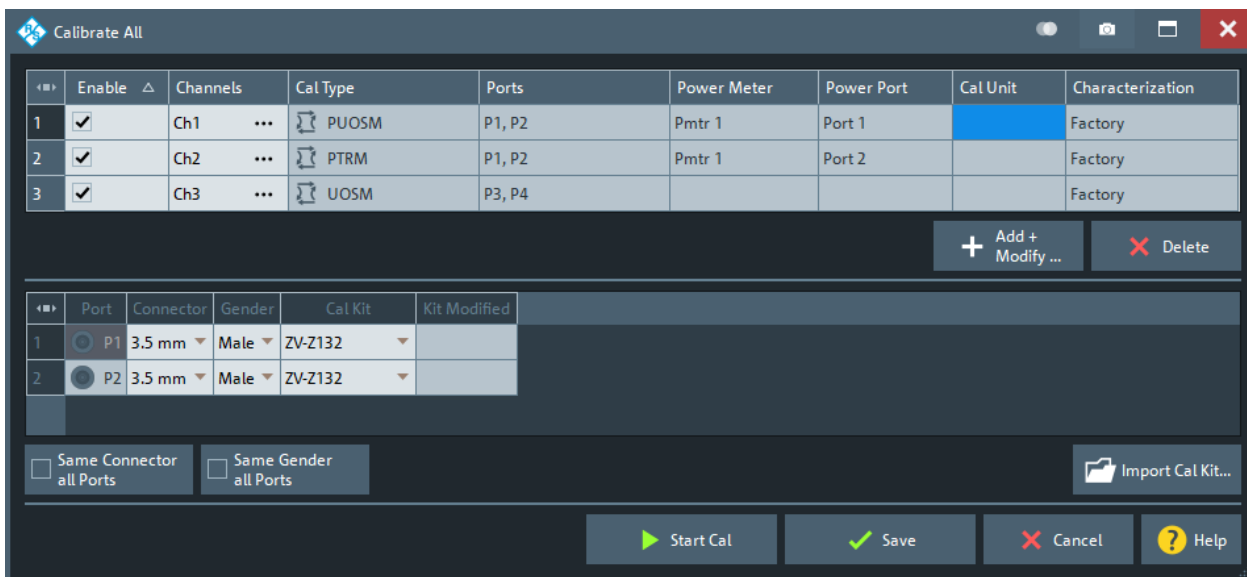 Calibrate All
Enable Channels Cal Type Ports Power Meter Power Port Cal Unit Characterization
1 Ch1 ... PUOSM P1, P2 Pmtr 1 Port 1 Factory
2 Ch2 ... PTRM P1, P2 Pmtr 1 Port 2 Factory
3 Ch3 ... UOSM P3, P4 Factory
Add +
Modify ...
Delete
Port Connector Gender Cal Kit Kit Modified
1 P1 3.5 mm Male ZV-Z132
2 P2 3.5 mm Male ZV-Z132
Same Connector
all Ports
Same Gender
all Ports
Import Cal Kit...
Start Cal Save Cancel ? Help